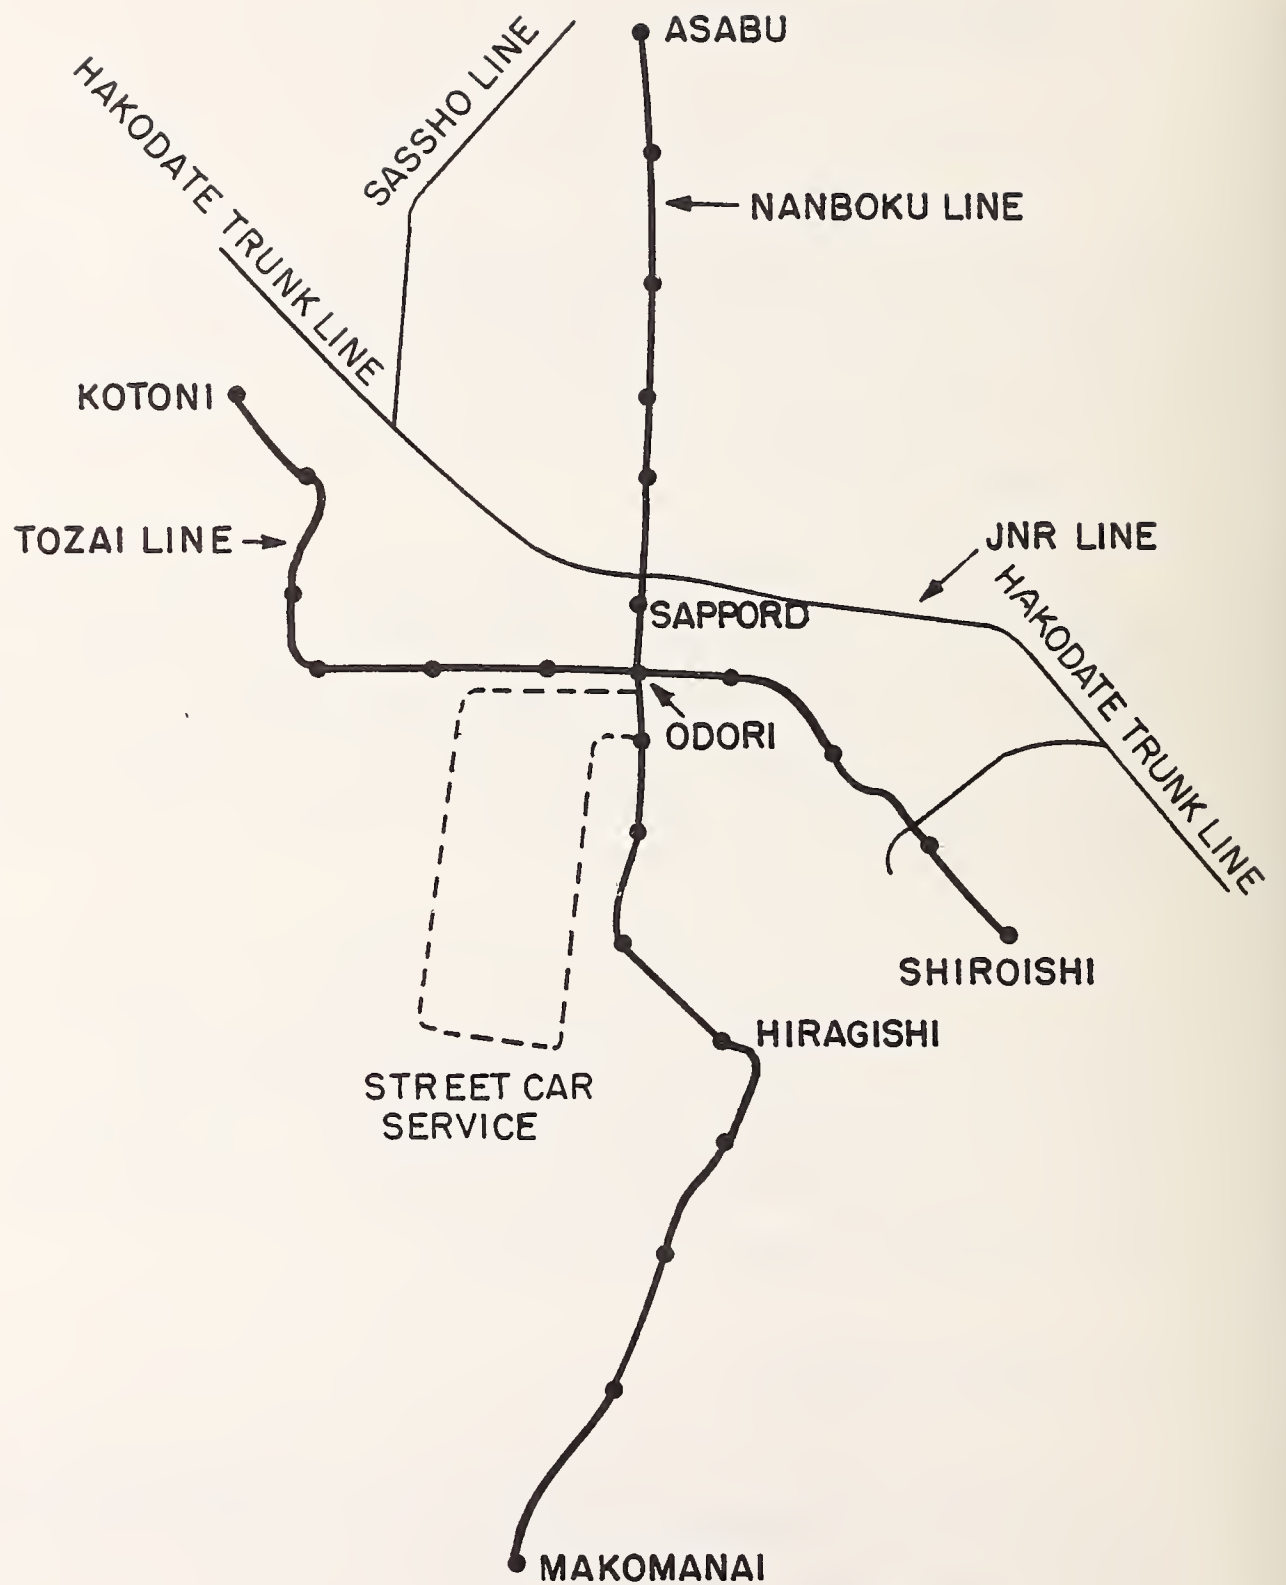 ASABU
SASSHO LINE
HAKODATE TRUNK LINE
NANBOKU LINE
KOTONI
TOZAI LINE
JNR LINE
SAPPORD
HAKODATE TRUNK LINE
ODORI
SHIROISHI
HIRAGISHI
STREET CAR
SERVICE
MAKOMANAI